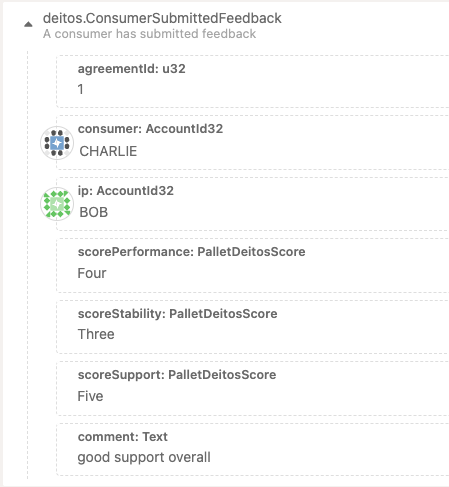 deitos.ConsumerSubmittedFeedback
A consumer has submitted feedback
agreementId: u32
1
consumer: AccountId32
CHARLIE
ip: AccountId32
BOB
scorePerformance: PalletDeitosScore
Four
scoreStability: PalletDeitosScore
Three
scoreSupport: PalletDeitosScore
Five
comment: Text
good support overall